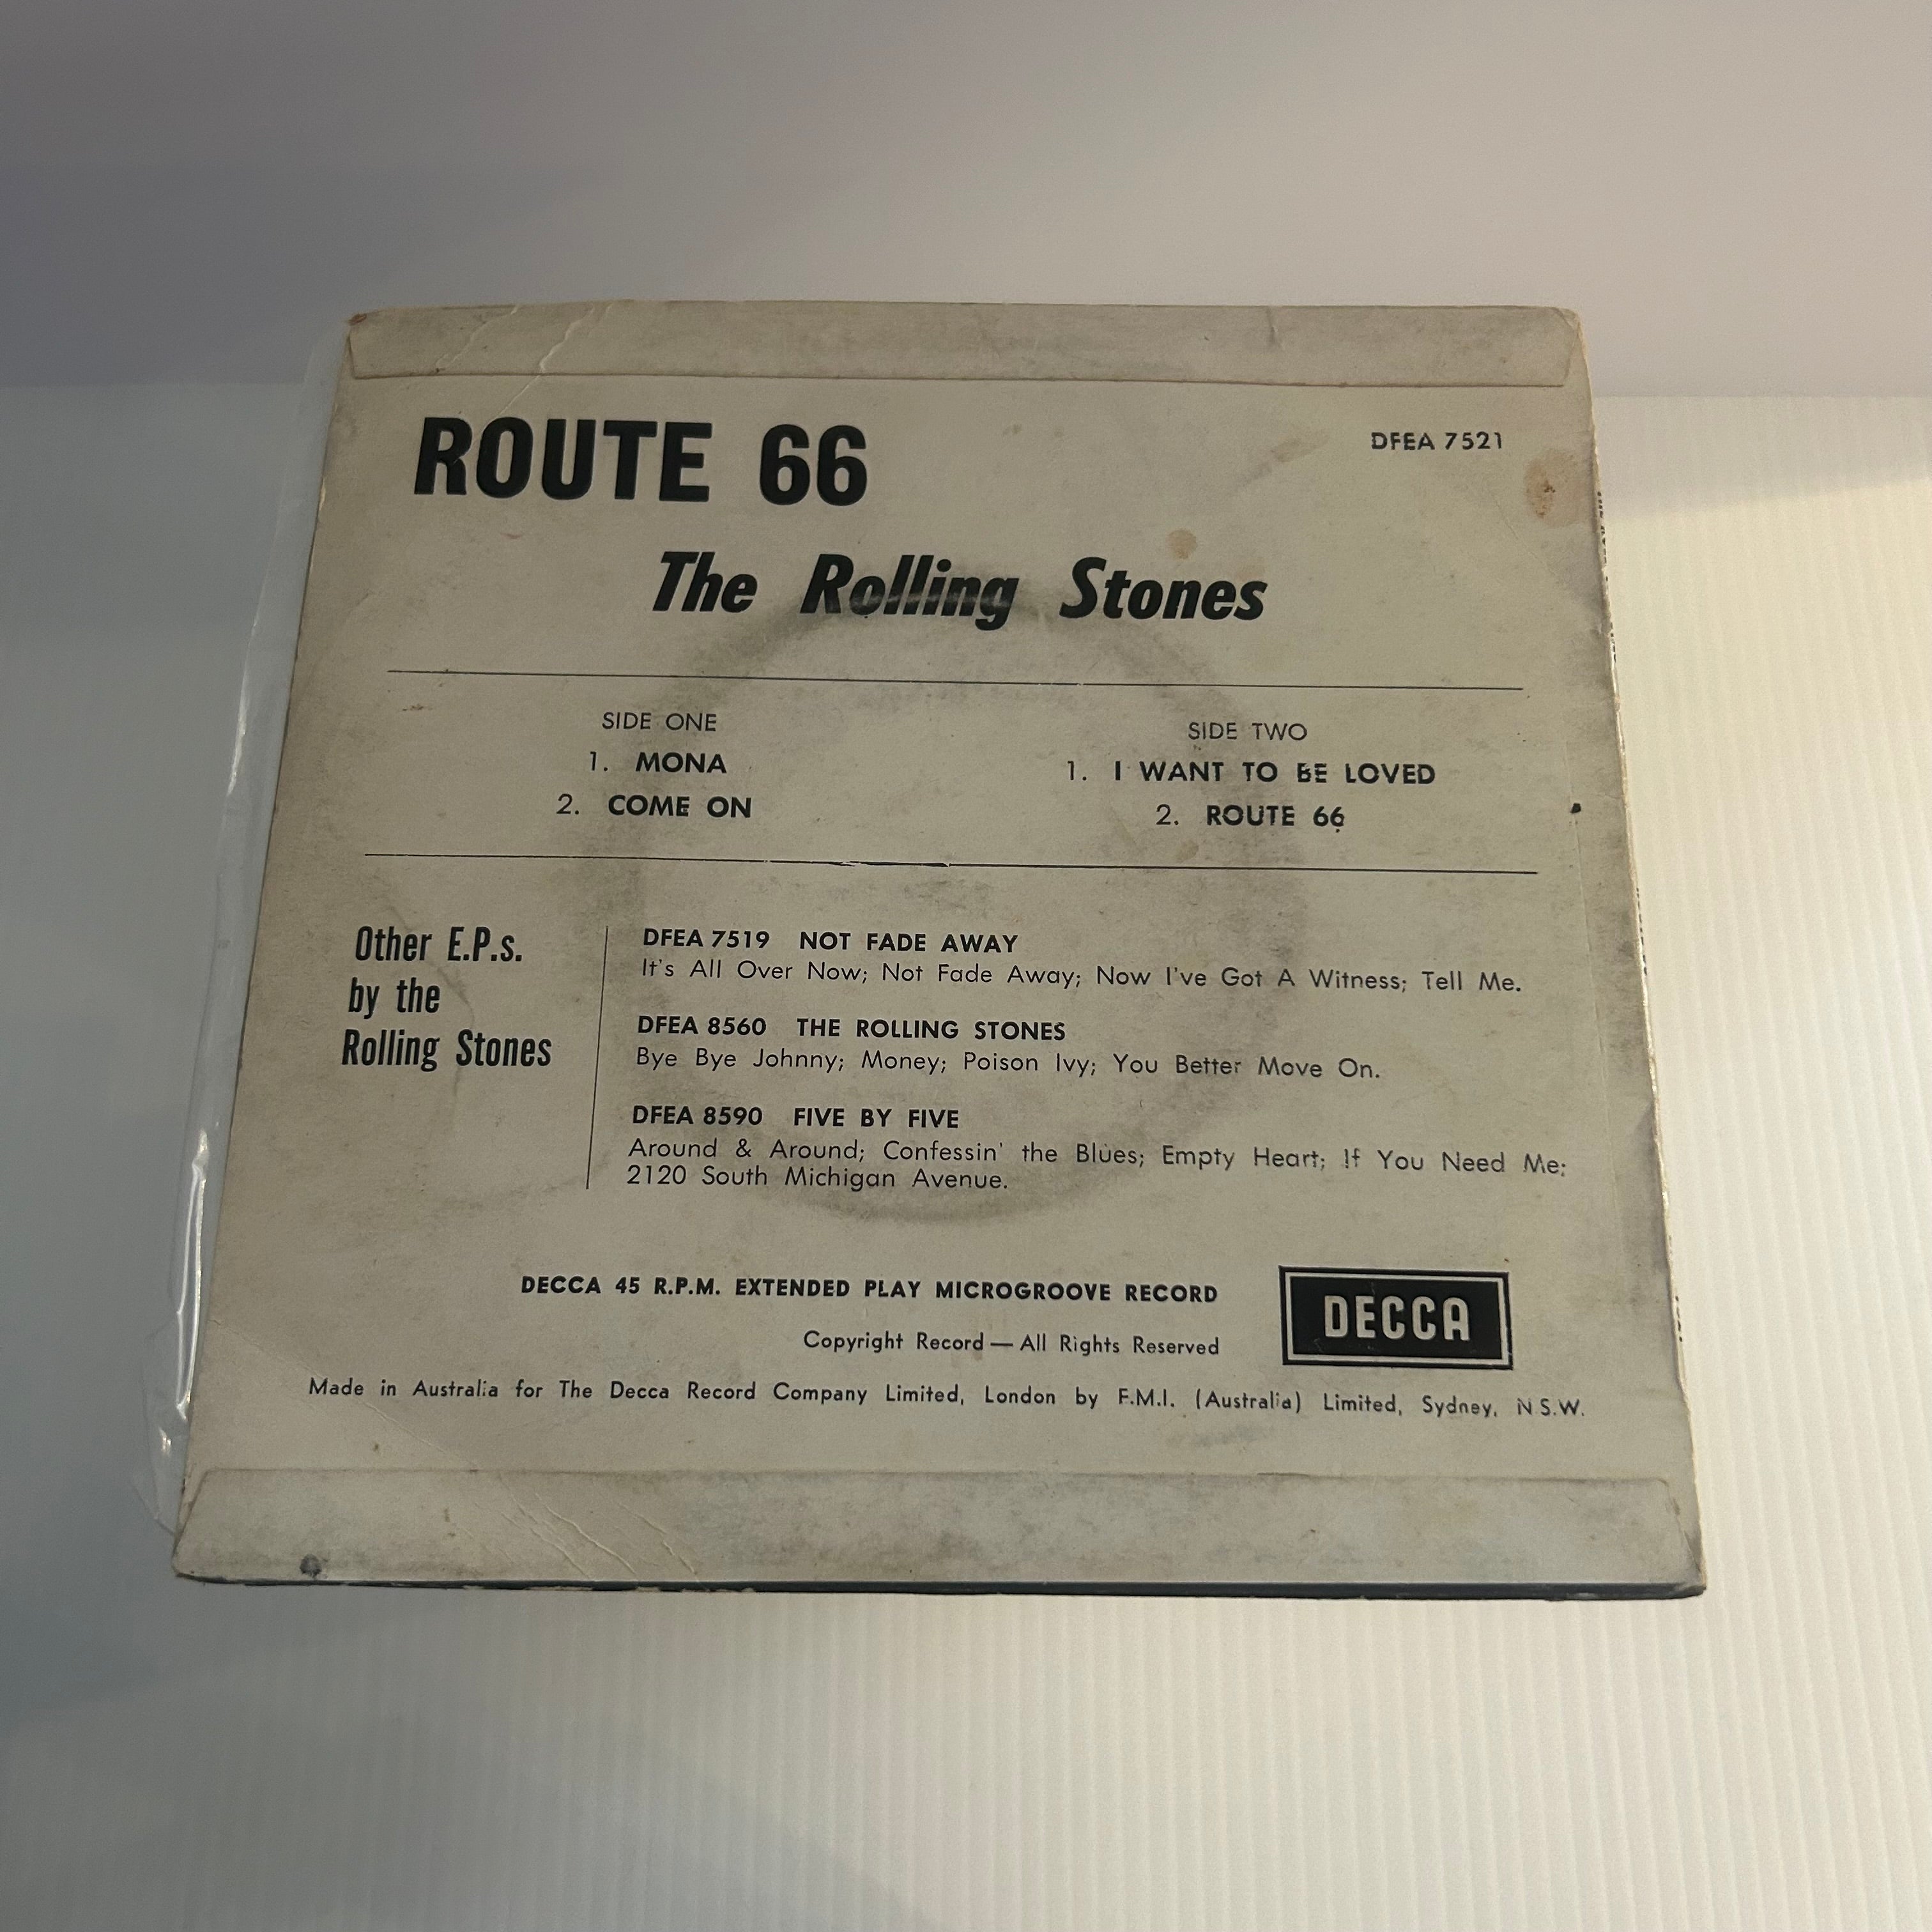 ROUTE 66
DFEA 7521
The Rolling Stones
SIDE ONE
1. MONA
2. COME ON
SIDE TWO
1. I WANT TO BE LOVED
2. ROUTE 66
Other E.P.s.
by the
Rolling Stones
DFEA 7519 NOT FADE AWAY
It's All Over Now; Not Fade Away; Now I've Got A Witness; Tell Me.
DFEA 8560 THE ROLLING STONES
Bye Bye Johnny; Money; Poison Ivy; You Better Move On.
DFEA 8590 FIVE BY FIVE
Around & Around; Confessin' the Blues; Empty Heart; If You Need Me;
2120 South Michigan Avenue.
DECCA 45 R.P.M. EXTENDED PLAY MICROGROOVE RECORD
Copyright Record — All Rights Reserved
DECCA
Made in Australia for The Decca Record Company Limited, London by E.M.I. (Australia) Limited, Sydney, N.S.W.